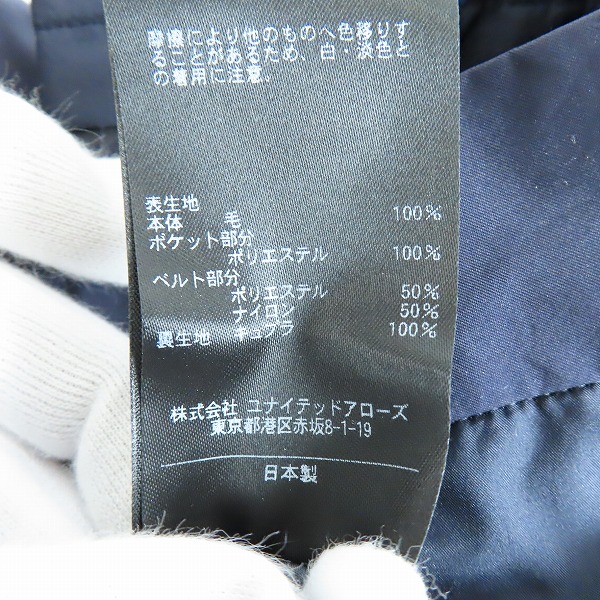 摩擦により他のものへ色移りす
ることがあるため、白・淡色と
の着用に注意.
表生地
本体 毛 100%
ポケット部分
ポリエステル 100%
ベルト部分
ポリエステル 50%
ナイロン 50%
裏生地 キュプラ 100%
株式会社 ユナイテッドアローズ
東京都港区赤坂8-1-19
日本製